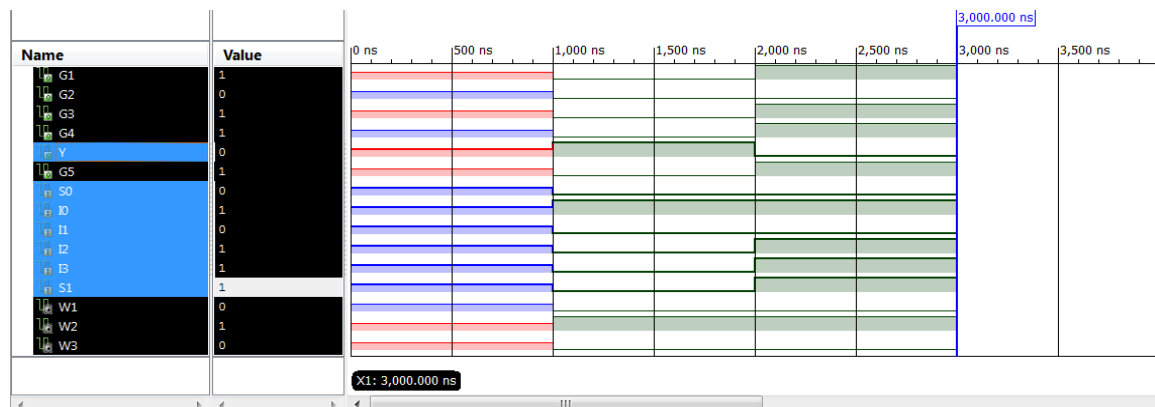 3,000.000 ns
Name Value 0 ns 500 ns 1,000 ns 1,500 ns 2,000 ns 2,500 ns 3,000 ns 3,500 ns
G1 1
G2 0
G3 1
G4 1
Y 0
G5 1
S0 0
I0 1
I1 0
I2 1
I3 1
S1 1
W1 0
W2 1
W3 0
X1: 3,000.000 ns